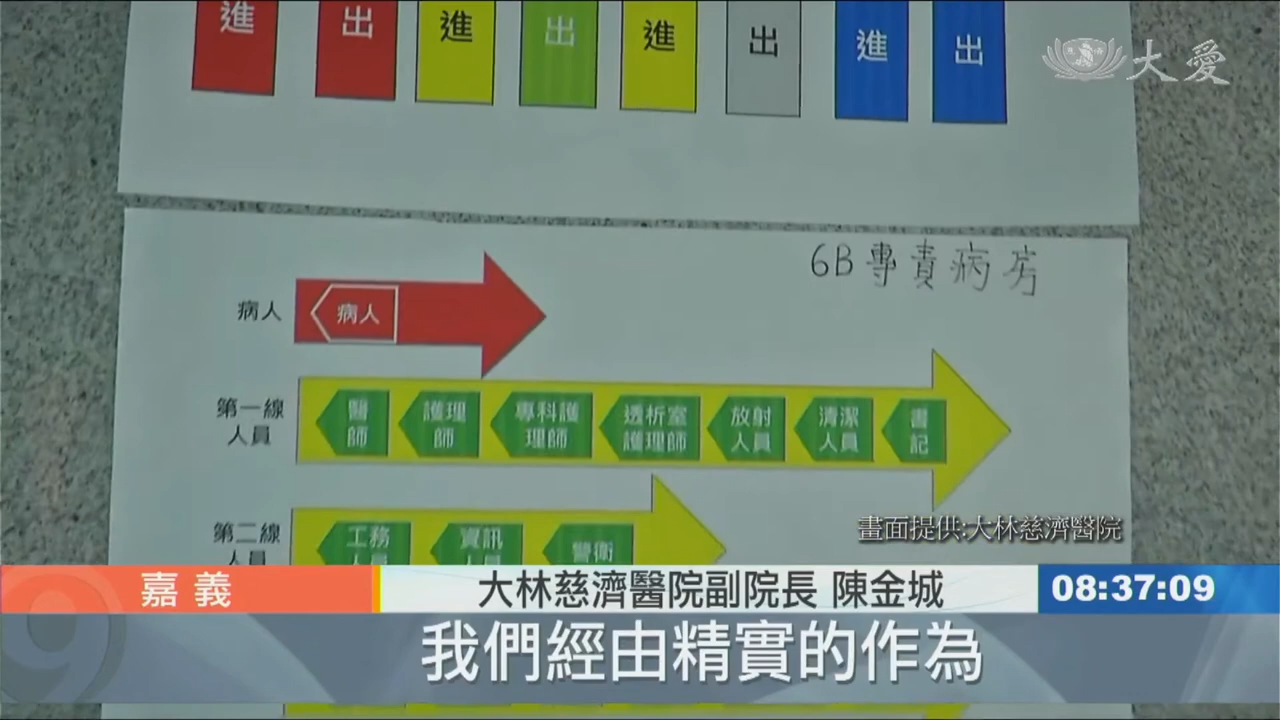 進 出 進 出 進 出 進 出
大愛
6B專責病房
病人 病人
第一線人員 醫師 護理師 專科護理師 透析室護理師 放射人員 清潔人員 書記
第二線人員 工務人員 資訊人員 警衛
畫面提供:大林慈濟醫院
嘉義 大林慈濟醫院副院長 陳金城 08:37:09
我們經由精實的作為